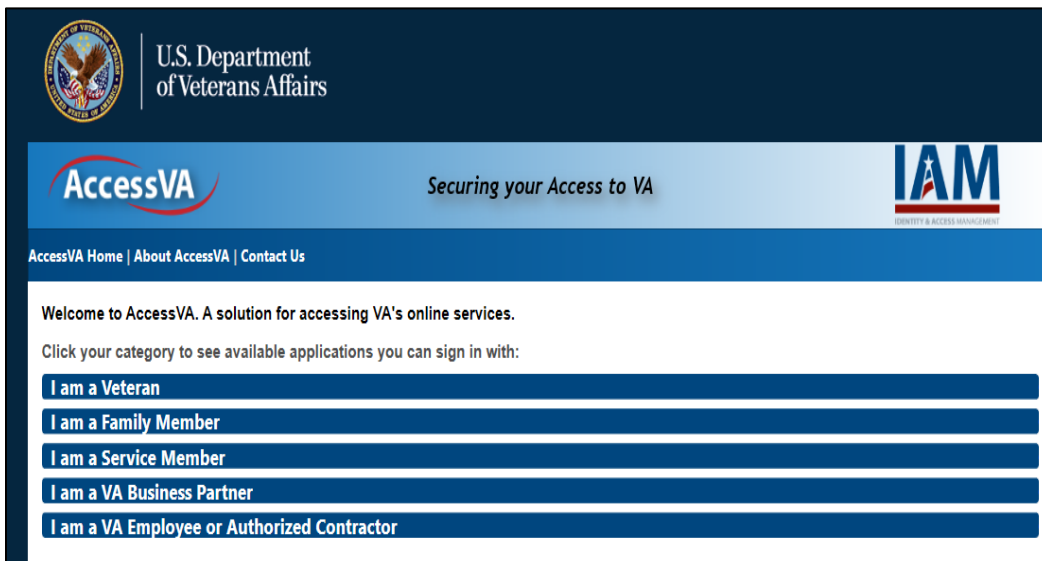 U.S. Department
of Veterans Affairs
AccessVA
Securing your Access to VA
IAM
IDENTITY & ACCESS MANAGEMENT
AccessVA Home | About AccessVA | Contact Us
Welcome to AccessVA. A solution for accessing VA's online services.
Click your category to see available applications you can sign in with:
I am a Veteran
I am a Family Member
I am a Service Member
I am a VA Business Partner
I am a VA Employee or Authorized Contractor